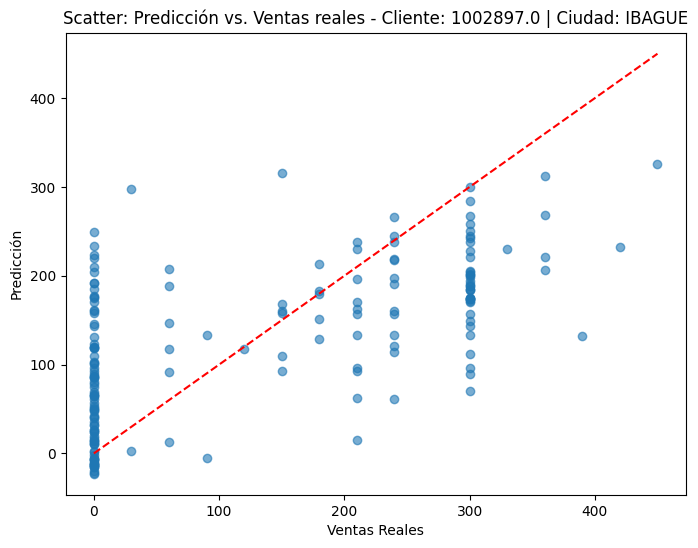 Scatter: Predicción vs. Ventas reales - Cliente: 1002897.0 | Ciudad: IBAGUE
400
300
200
100
0
Predicción
0 100 200 300 400
Ventas Reales